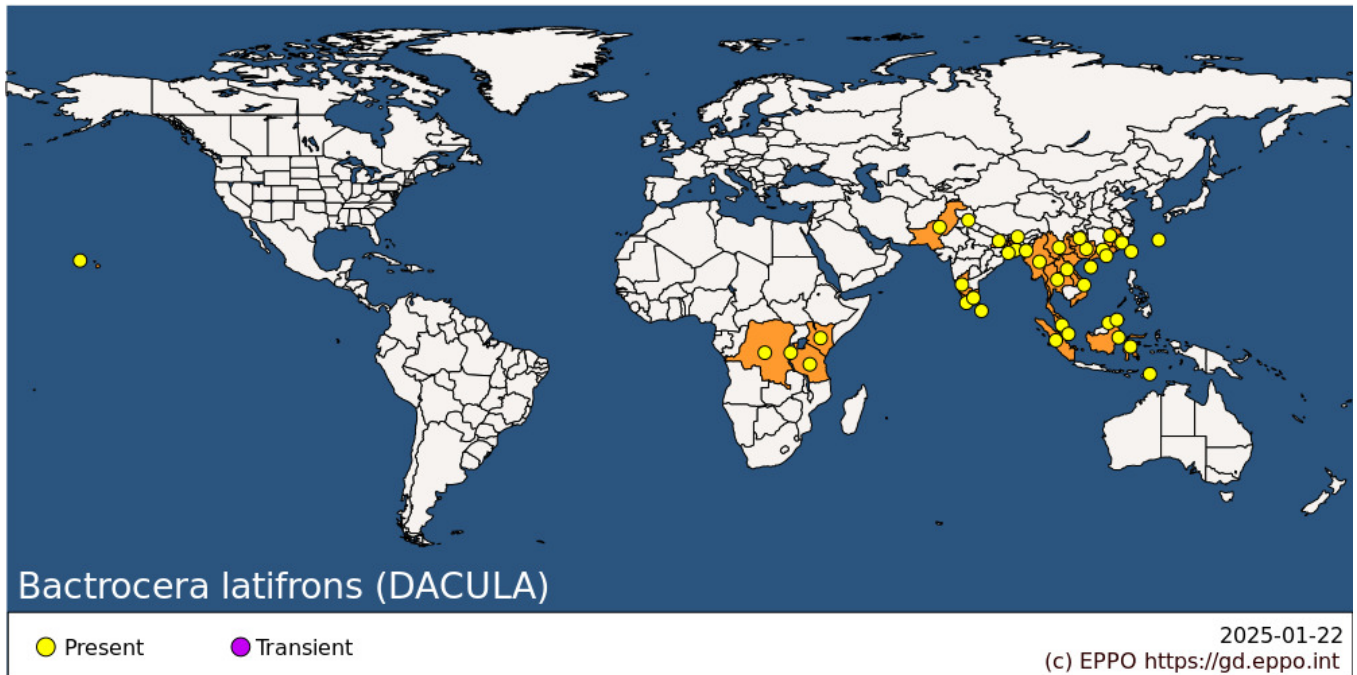 Bactrocera latifrons (DACULA)
Present
Transient
2025-01-22
(c) EPPO https://gd.eppo.int